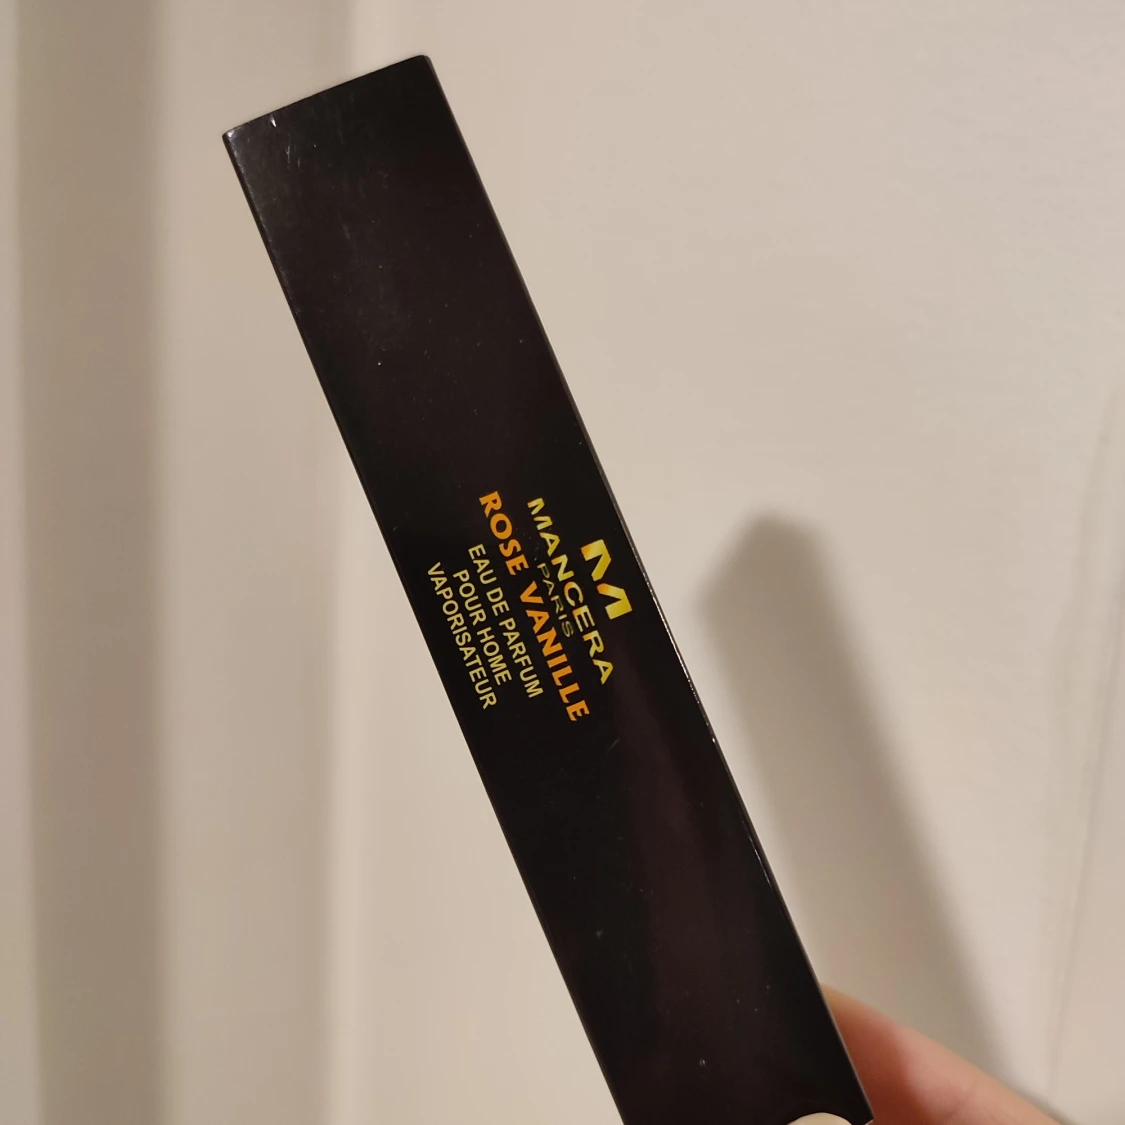 M
MANCERA
PARIS
ROSE VANILLE
EAU DE PARFUM
POUR HOME
VAPORISATEUR